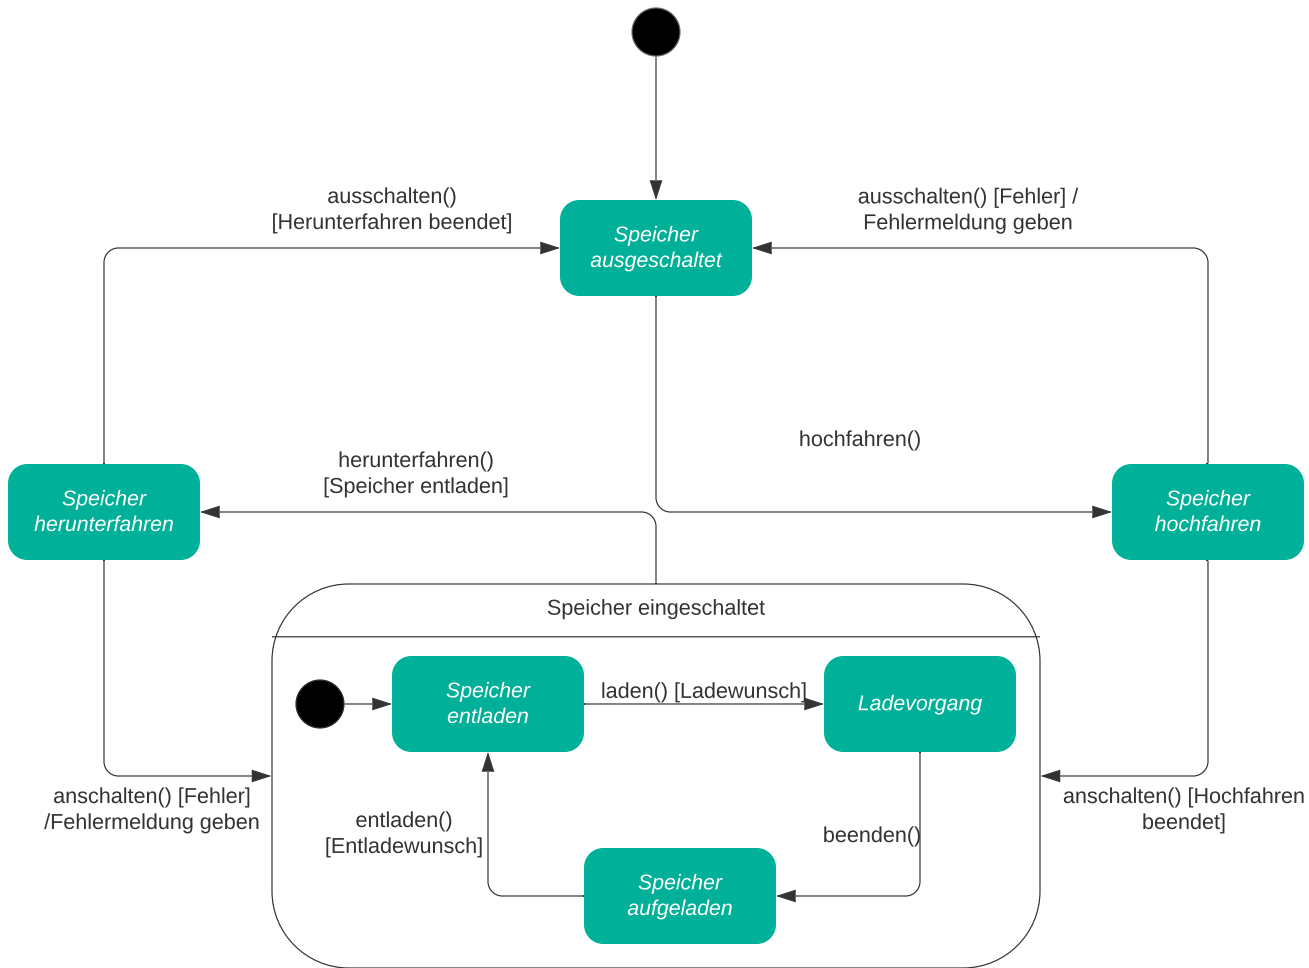 ausschalten()
[Herunterfahren beendet]
ausschalten() [Fehler] /
Fehlermeldung geben
Speicher
ausgeschaltet
hochfahren()
herunterfahren()
[Speicher entladen]
Speicher
herunterfahren
Speicher
hochfahren
Speicher eingeschaltet
Speicher
entladen
laden() [Ladewunsch]
Ladevorgang
anschalten() [Fehler]
/Fehlermeldung geben
anschalten() [Hochfahren
beendet]
entladen()
[Entladewunsch]
beenden()
Speicher
aufgeladen